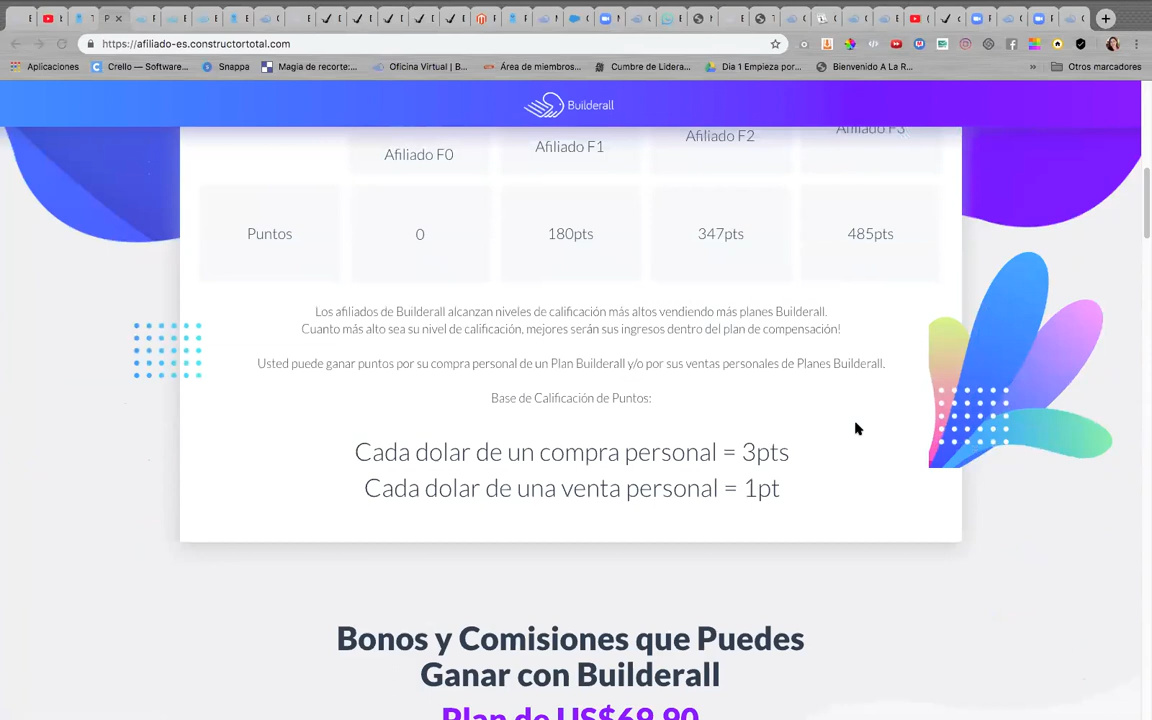 https://afiliado-es.constructortotal.com
Aplicaciones
Crello — Software...
Snappa
Magia de recorte:...
Oficina Virtual | B...
Área de miembros...
Cumbre de Lidera...
Dia 1 Empieza por...
Bienvenido A La R...
»
Otros marcadores
Builderall
Afiliado F0
Afiliado F1
Afiliado F2
Afiliado F3
Puntos
0
180pts
347pts
485pts
Los afiliados de Builderall alcanzan niveles de calificación más altos vendiendo más planes Builderall.
Cuanto más alto sea su nivel de calificación, mejores serán sus ingresos dentro del plan de compensación!
Usted puede ganar puntos por su compra personal de un Plan Builderall y/o por sus ventas personales de Planes Builderall.
Base de Calificación de Puntos:
Cada dolar de un compra personal = 3pts
Cada dolar de una venta personal = 1pt
Bonos y Comisiones que Puedes
Ganar con Builderall
Plan de US$69.90